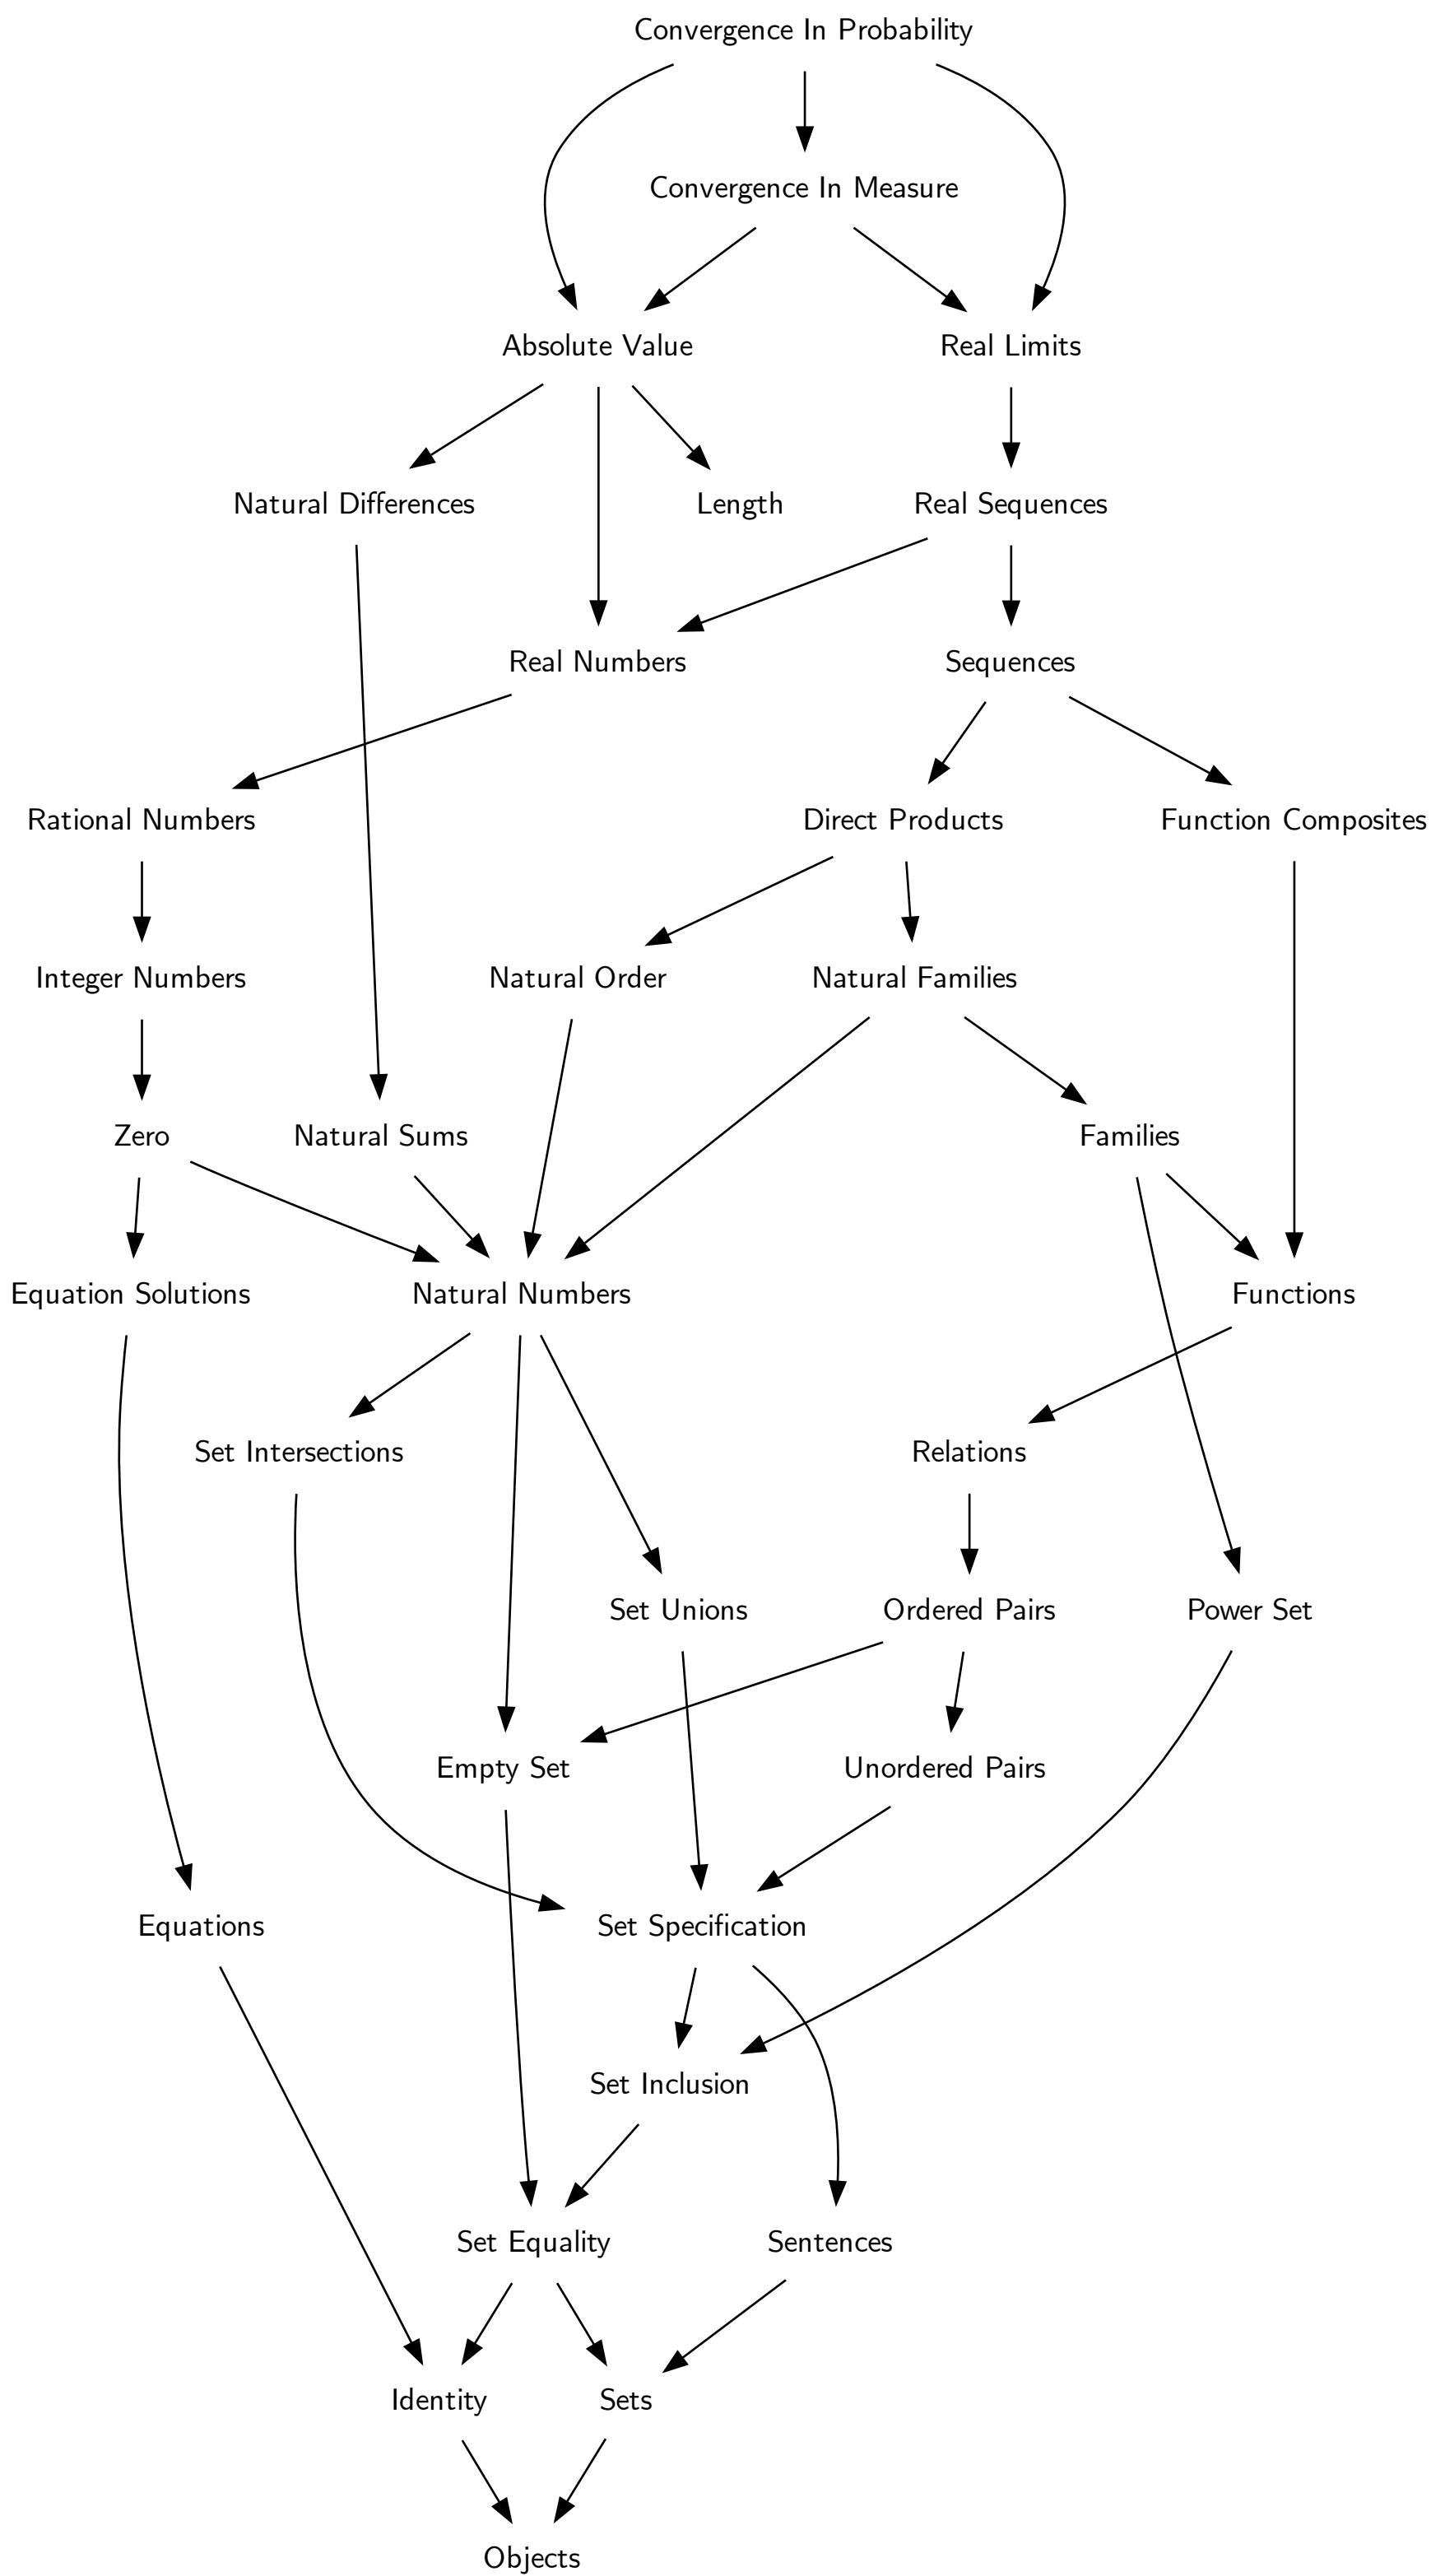 Convergence In Probability
Convergence In Measure
Absolute Value
Real Limits
Natural Differences
Length
Real Sequences
Real Numbers
Sequences
Rational Numbers
Direct Products
Function Composites
Integer Numbers
Natural Order
Natural Families
Zero
Natural Sums
Families
Equation Solutions
Natural Numbers
Functions
Set Intersections
Relations
Set Unions
Ordered Pairs
Power Set
Empty Set
Unordered Pairs
Equations
Set Specification
Set Inclusion
Set Equality
Sentences
Identity
Sets
Objects